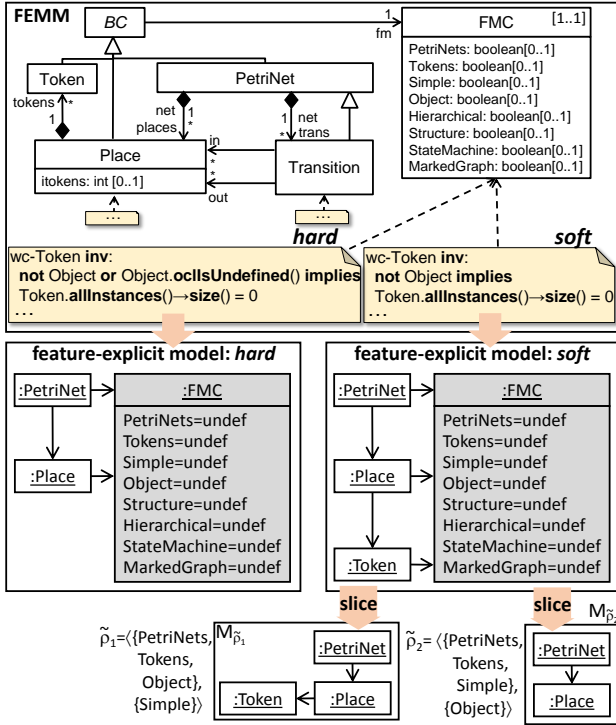 FEMM
BC
1
fm
FMC
[1..1]
PetriNets: boolean[0..1]
Tokens: boolean[0..1]
Simple: boolean[0..1]
Object: boolean[0..1]
Hierarchical: boolean[0..1]
Structure: boolean[0..1]
StateMachine: boolean[0..1]
MarkedGraph: boolean[0..1]
Token
PetriNet
tokens
*
1
net
1
places
*
net
1
trans
*
Place
itokens: int [0..1]
in
*
*
out
Transition
...
...
hard
soft
wc-Token inv:
not Object or Object.oclIsUndefined() implies
Token.allInstances()→size() = 0
...
wc-Token inv:
not Object implies
Token.allInstances()→size() = 0
...
feature-explicit model: hard
:PetriNet
:Place
:FMC
PetriNets=undef
Tokens=undef
Simple=undef
Object=undef
Structure=undef
Hierarchical=undef
StateMachine=undef
MarkedGraph=undef
feature-explicit model: soft
:PetriNet
:Place
:Token
:FMC
PetriNets=undef
Tokens=undef
Simple=undef
Object=undef
Structure=undef
Hierarchical=undef
StateMachine=undef
MarkedGraph=undef
slice
slice
ρ̃₁=⟨{PetriNets,
Tokens,
Object},
{Simple}⟩
M_ρ̃₁
:PetriNet
:Token
:Place
ρ̃₂= ⟨{PetriNets,
Tokens,
Simple},
{Object}⟩
M_ρ̃₂
:PetriNet
:Place